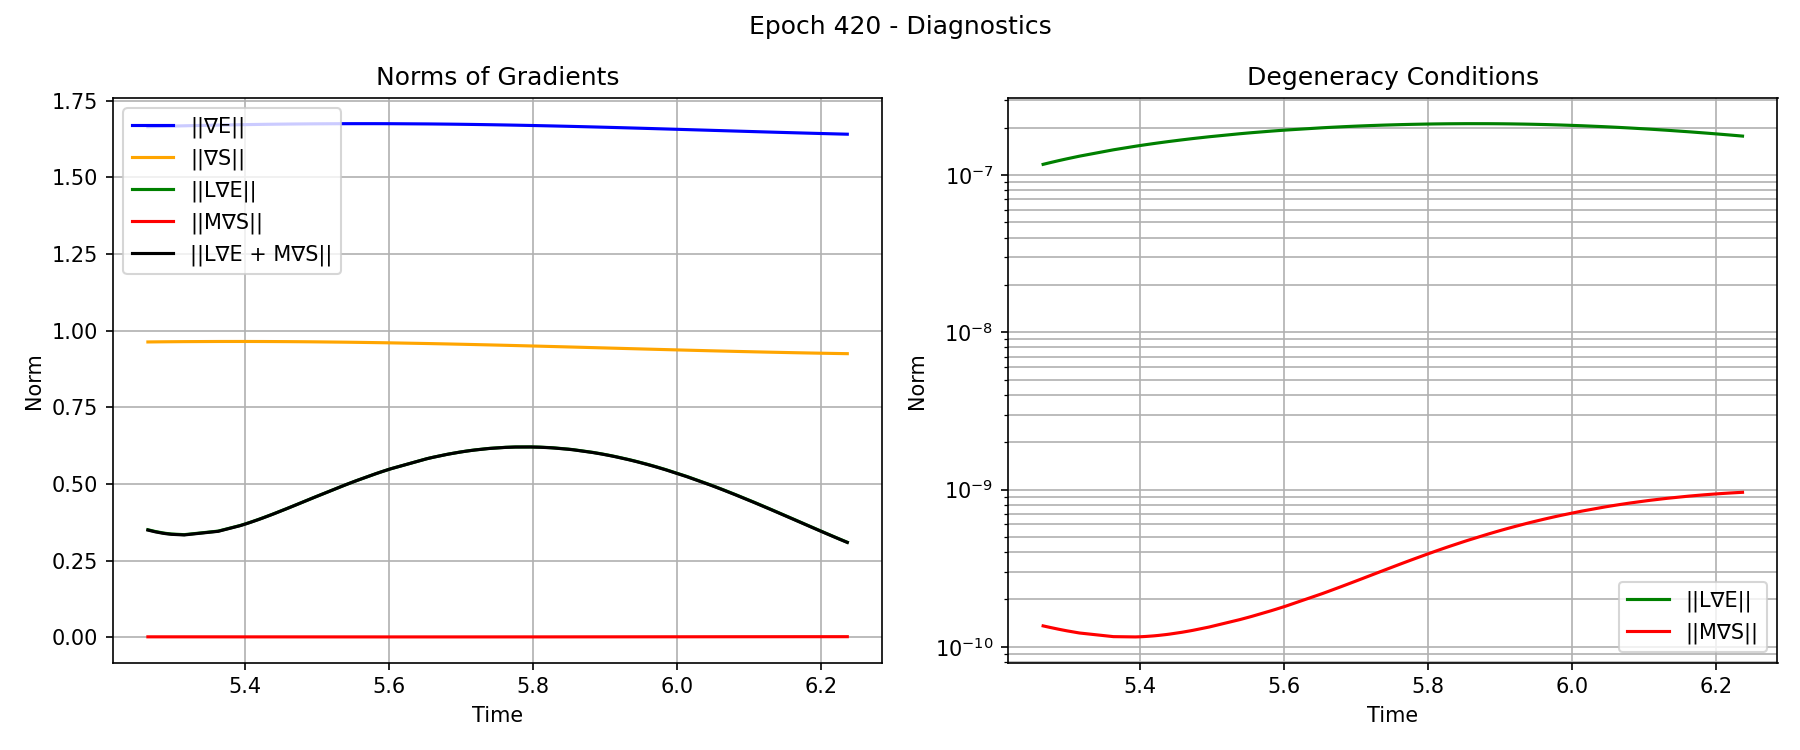 Epoch 420 - Diagnostics
Norms of Gradients
1.75
1.50
1.25
1.00
0.75
0.50
0.25
0.00
Norm
||∇E||
||∇S||
||L∇E||
||M∇S||
||L∇E + M∇S||
5.4 5.6 5.8 6.0 6.2
Time
Degeneracy Conditions
10⁻⁷
10⁻⁸
10⁻⁹
10⁻¹⁰
Norm
||L∇E||
||M∇S||
5.4 5.6 5.8 6.0 6.2
Time